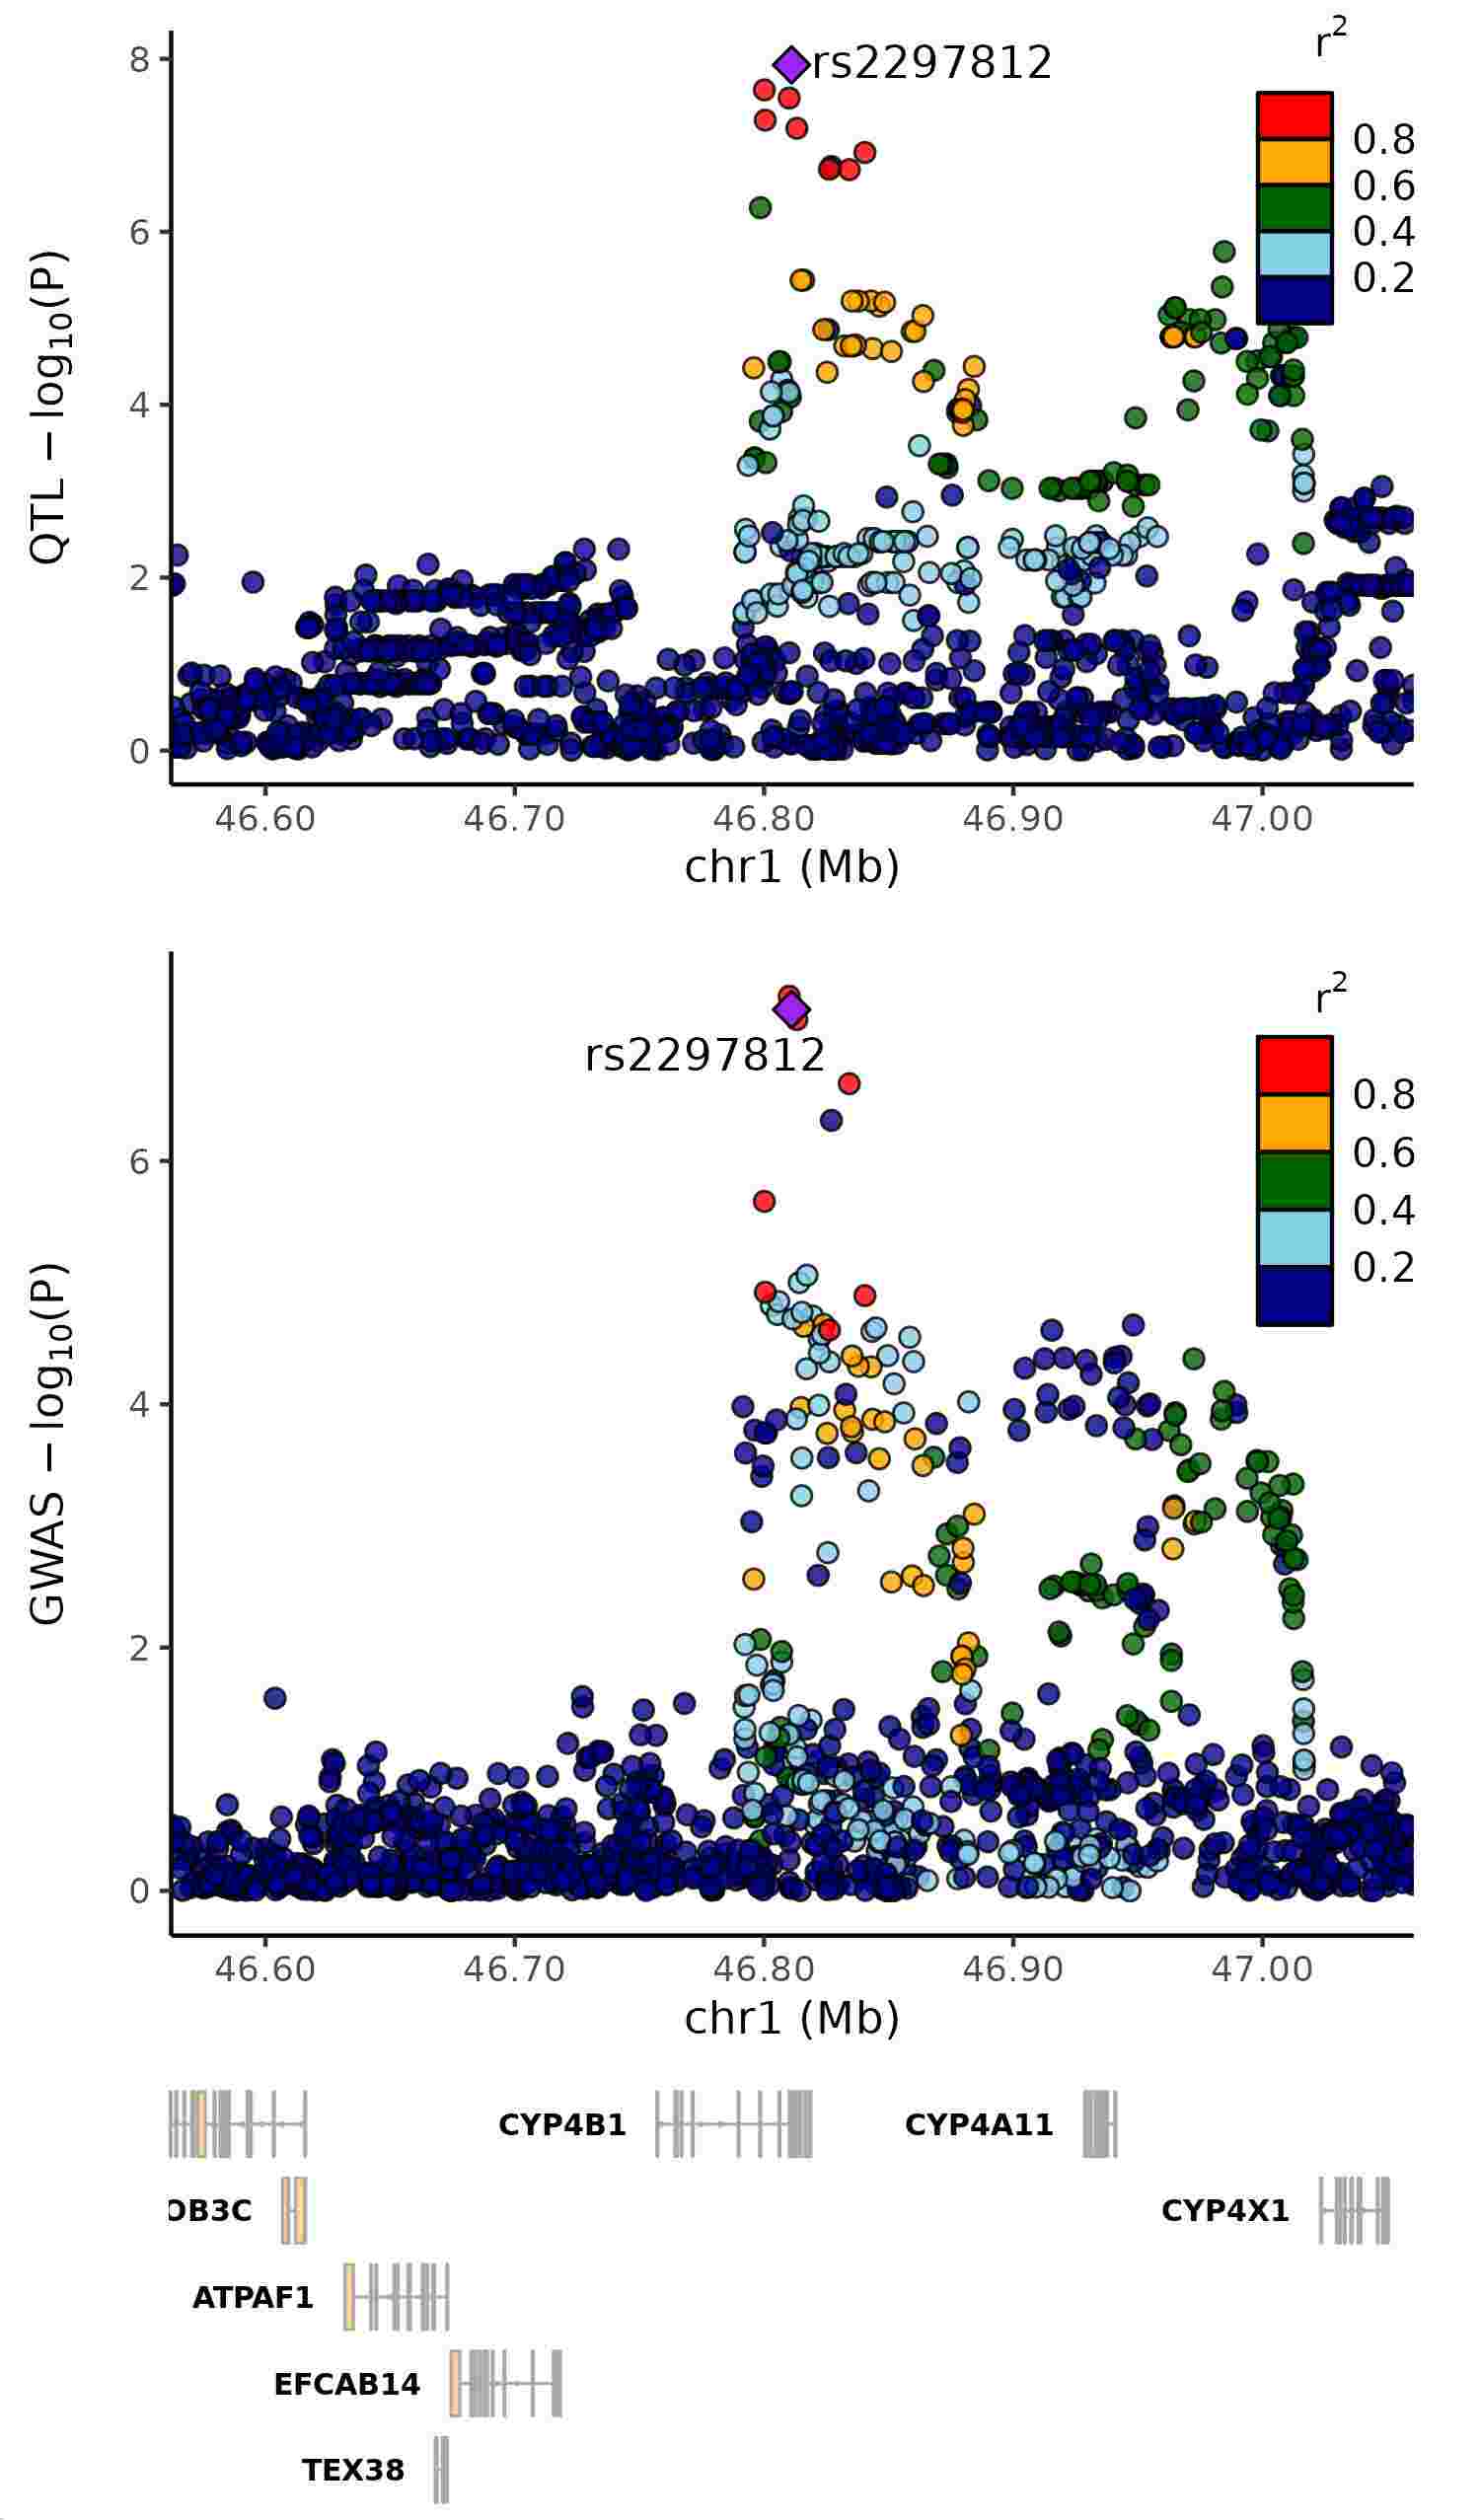 r²
8
rs2297812
0.8
0.6
0.4
0.2
6
4
2
0
QTL −log₁₀(P)
46.60 46.70 46.80 46.90 47.00
chr1 (Mb)
r²
rs2297812
0.8
0.6
0.4
0.2
6
4
2
0
GWAS −log₁₀(P)
46.60 46.70 46.80 46.90 47.00
chr1 (Mb)
CYP4B1 CYP4A11
OB3C CYP4X1
ATPAF1
EFCAB14
TEX38